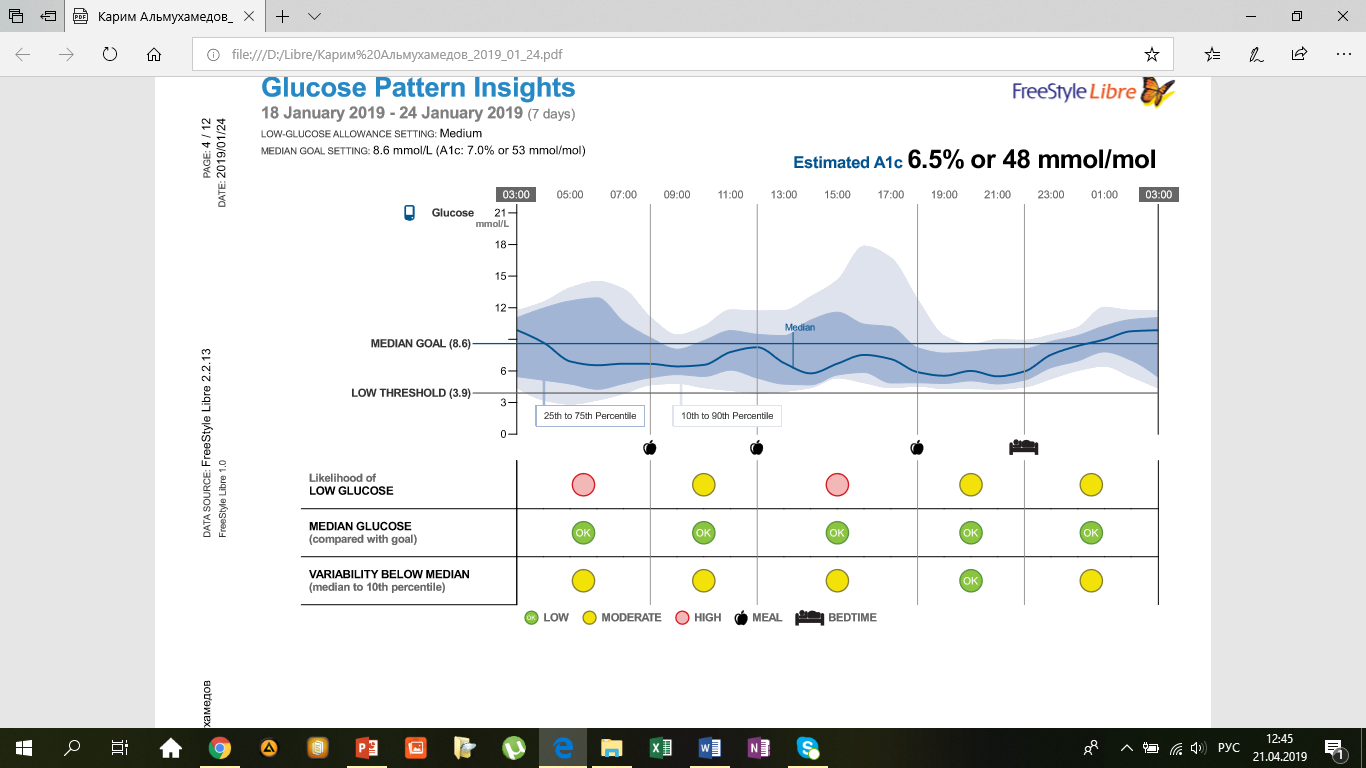 Карим Альмухамедов_
file:///D:/Libre/Карим%20Альмухамедов_2019_01_24.pdf
Glucose Pattern Insights
18 January 2019 - 24 January 2019 (7 days)
LOW-GLUCOSE ALLOWANCE SETTING: Medium
MEDIAN GOAL SETTING: 8.6 mmol/L (A1c: 7.0% or 53 mmol/mol)
FreeStyle Libre
Estimated A1c 6.5% or 48 mmol/mol
PAGE: 4 / 12
DATE: 2019/01/24
DATA SOURCE: FreeStyle Libre 2.2.13
FreeStyle Libre 1.0
хамедов
03:00 05:00 07:00 09:00 11:00 13:00 15:00 17:00 19:00 21:00 23:00 01:00 03:00
Glucose 21
mmol/L
18
15
12
Median
MEDIAN GOAL (8.6)
6
LOW THRESHOLD (3.9)
3
25th to 75th Percentile 10th to 90th Percentile
0
Likelihood of
LOW GLUCOSE
MEDIAN GLUCOSE
(compared with goal)
OK OK OK OK OK
VARIABILITY BELOW MEDIAN
(median to 10th percentile)
OK
OK LOW MODERATE HIGH MEAL BEDTIME
РУС
12:45
21.04.2019
1